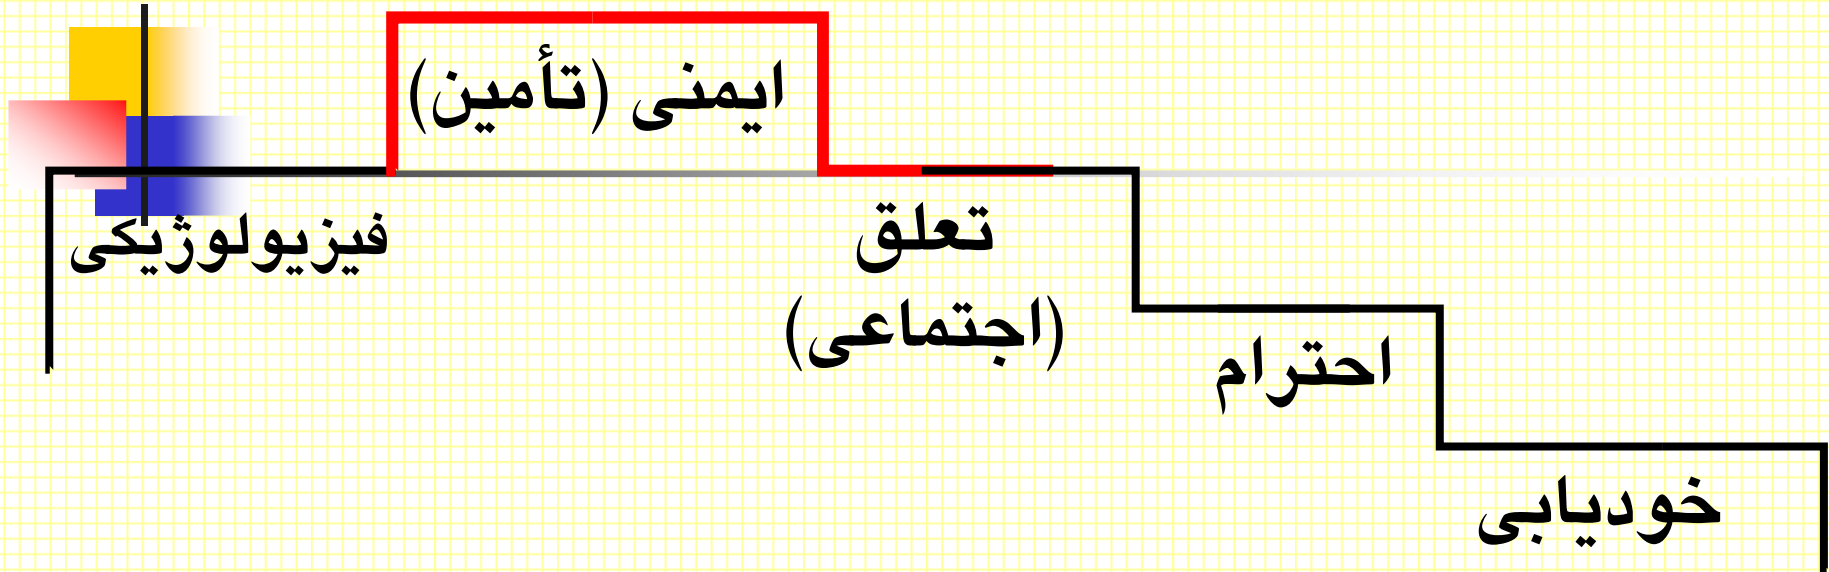 ایمنی (تأمین)
فیزیولوژیکی
تعلق
(اجتماعی)
احترام
خودیابی